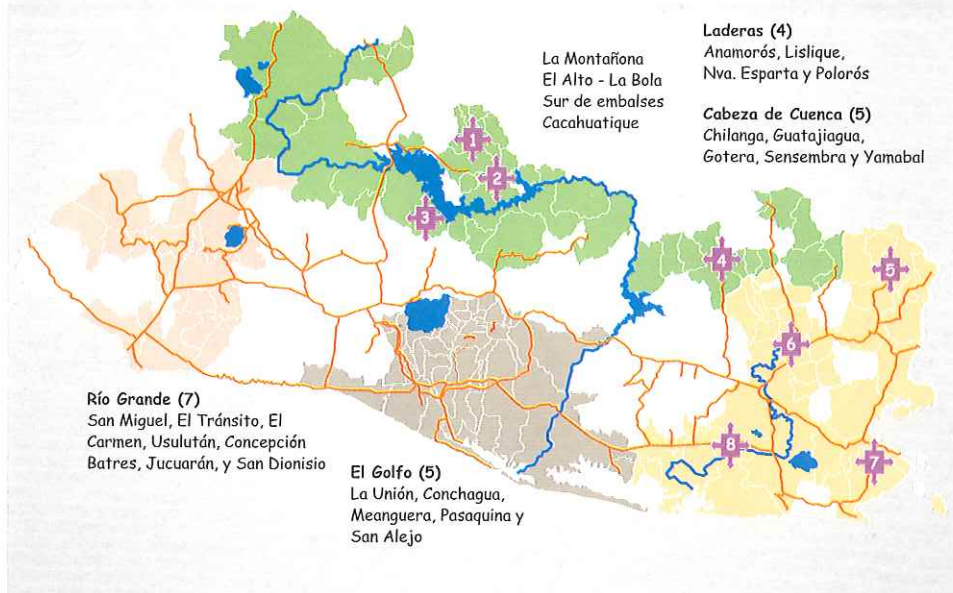 La Montañona
El Alto - La Bola
Sur de embalses
Cacahuatique
Laderas (4)
Anamorós, Lislique,
Nva. Esparta y Polorós
Cabeza de Cuenca (5)
Chilanga, Guatajiagua,
Gotera, Sensembra y Yamabal
1
2
3
4
5
6
7
8
Río Grande (7)
San Miguel, El Tránsito, El
Carmen, Usulután, Concepción
Batres, Jucuarán, y San Dionisio
El Golfo (5)
La Unión, Conchagua,
Meanguera, Pasaquina y
San Alejo